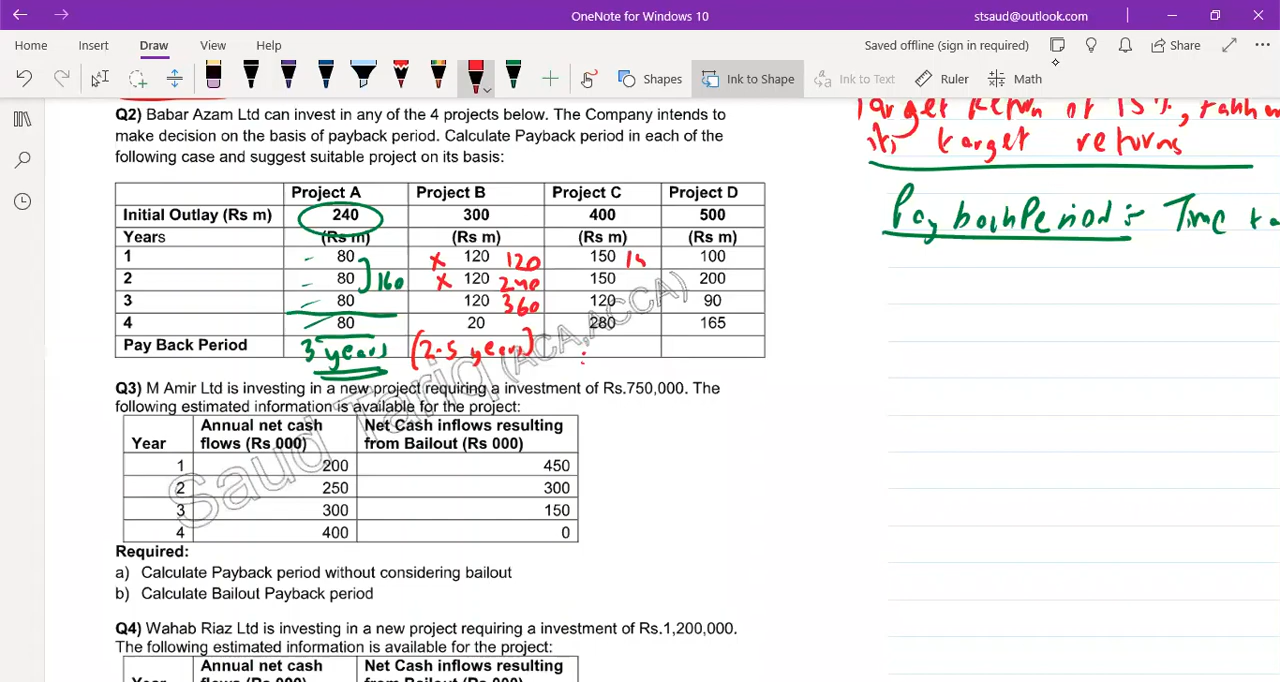 OneNote for Windows 10
stsaud@outlook.com
Home Insert Draw View Help
Saved offline (sign in required) Share
Shapes Ink to Shape Ink to Text Ruler Math
Target Return of 15%,
its target returns
Pay back Period :- Time
Q2) Babar Azam Ltd can invest in any of the 4 projects below. The Company intends to
make decision on the basis of payback period. Calculate Payback period in each of the
following case and suggest suitable project on its basis:
Project A Project B Project C Project D
Initial Outlay (Rs m) 240 300 400 500
Years (Rs m) (Rs m) (Rs m) (Rs m)
1 80 x 120 120 150 100
2 80 160 x 120 240 150 200
3 80 120 360 120 90
4 80 20 280 165
Pay Back Period 3 years (2.5 years)
Q3) M Amir Ltd is investing in a new project requiring a investment of Rs.750,000. The
following estimated information is available for the project:
Year Annual net cash flows (Rs 000) Net Cash inflows resulting from Bailout (Rs 000)
1 200 450
2 250 300
3 300 150
4 400 0
Required:
a) Calculate Payback period without considering bailout
b) Calculate Bailout Payback period
Q4) Wahab Riaz Ltd is investing in a new project requiring a investment of Rs.1,200,000.
The following estimated information is available for the project:
Annual net cash Net Cash inflows resulting
Saud Tariq (ACA,ACCA)